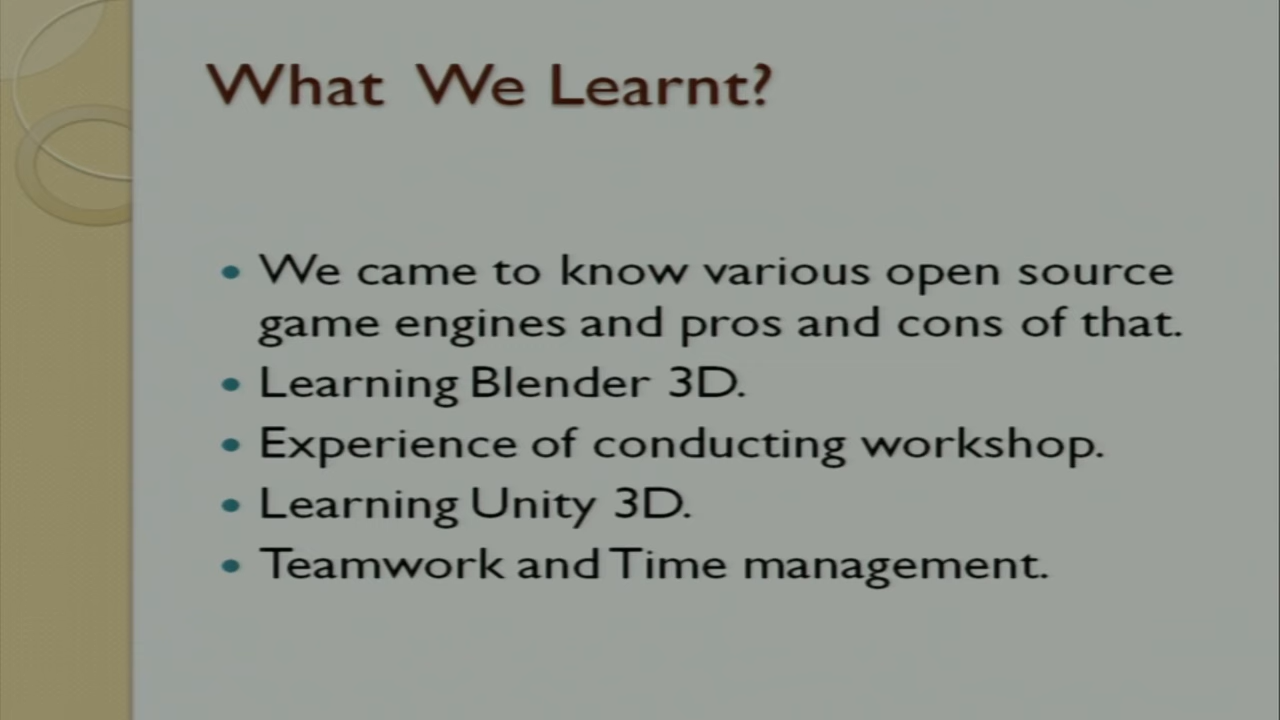 What We Learnt?
• We came to know various open source
game engines and pros and cons of that.
• Learning Blender 3D.
• Experience of conducting workshop.
• Learning Unity 3D.
• Teamwork and Time management.